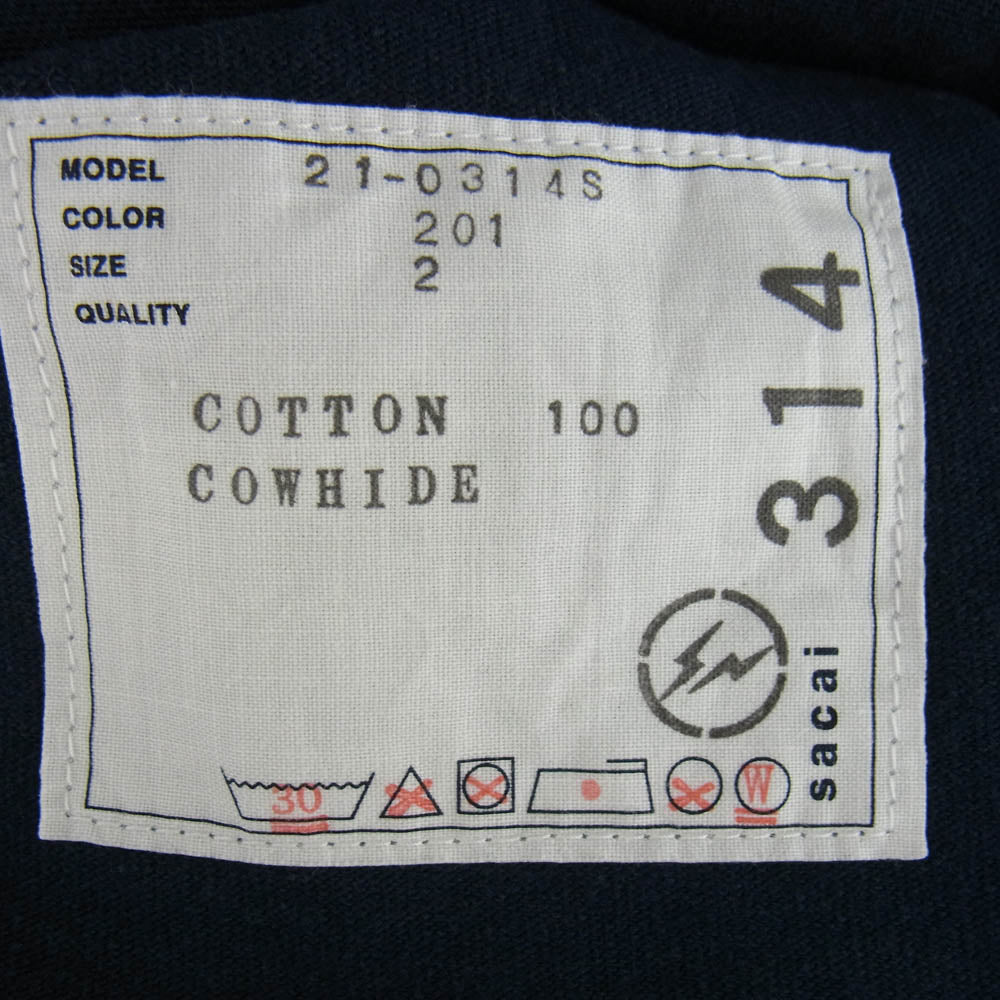 MODEL 21-0314S
COLOR 201
SIZE 2
QUALITY
COTTON 100
COWHIDE
314
sacai
30
W